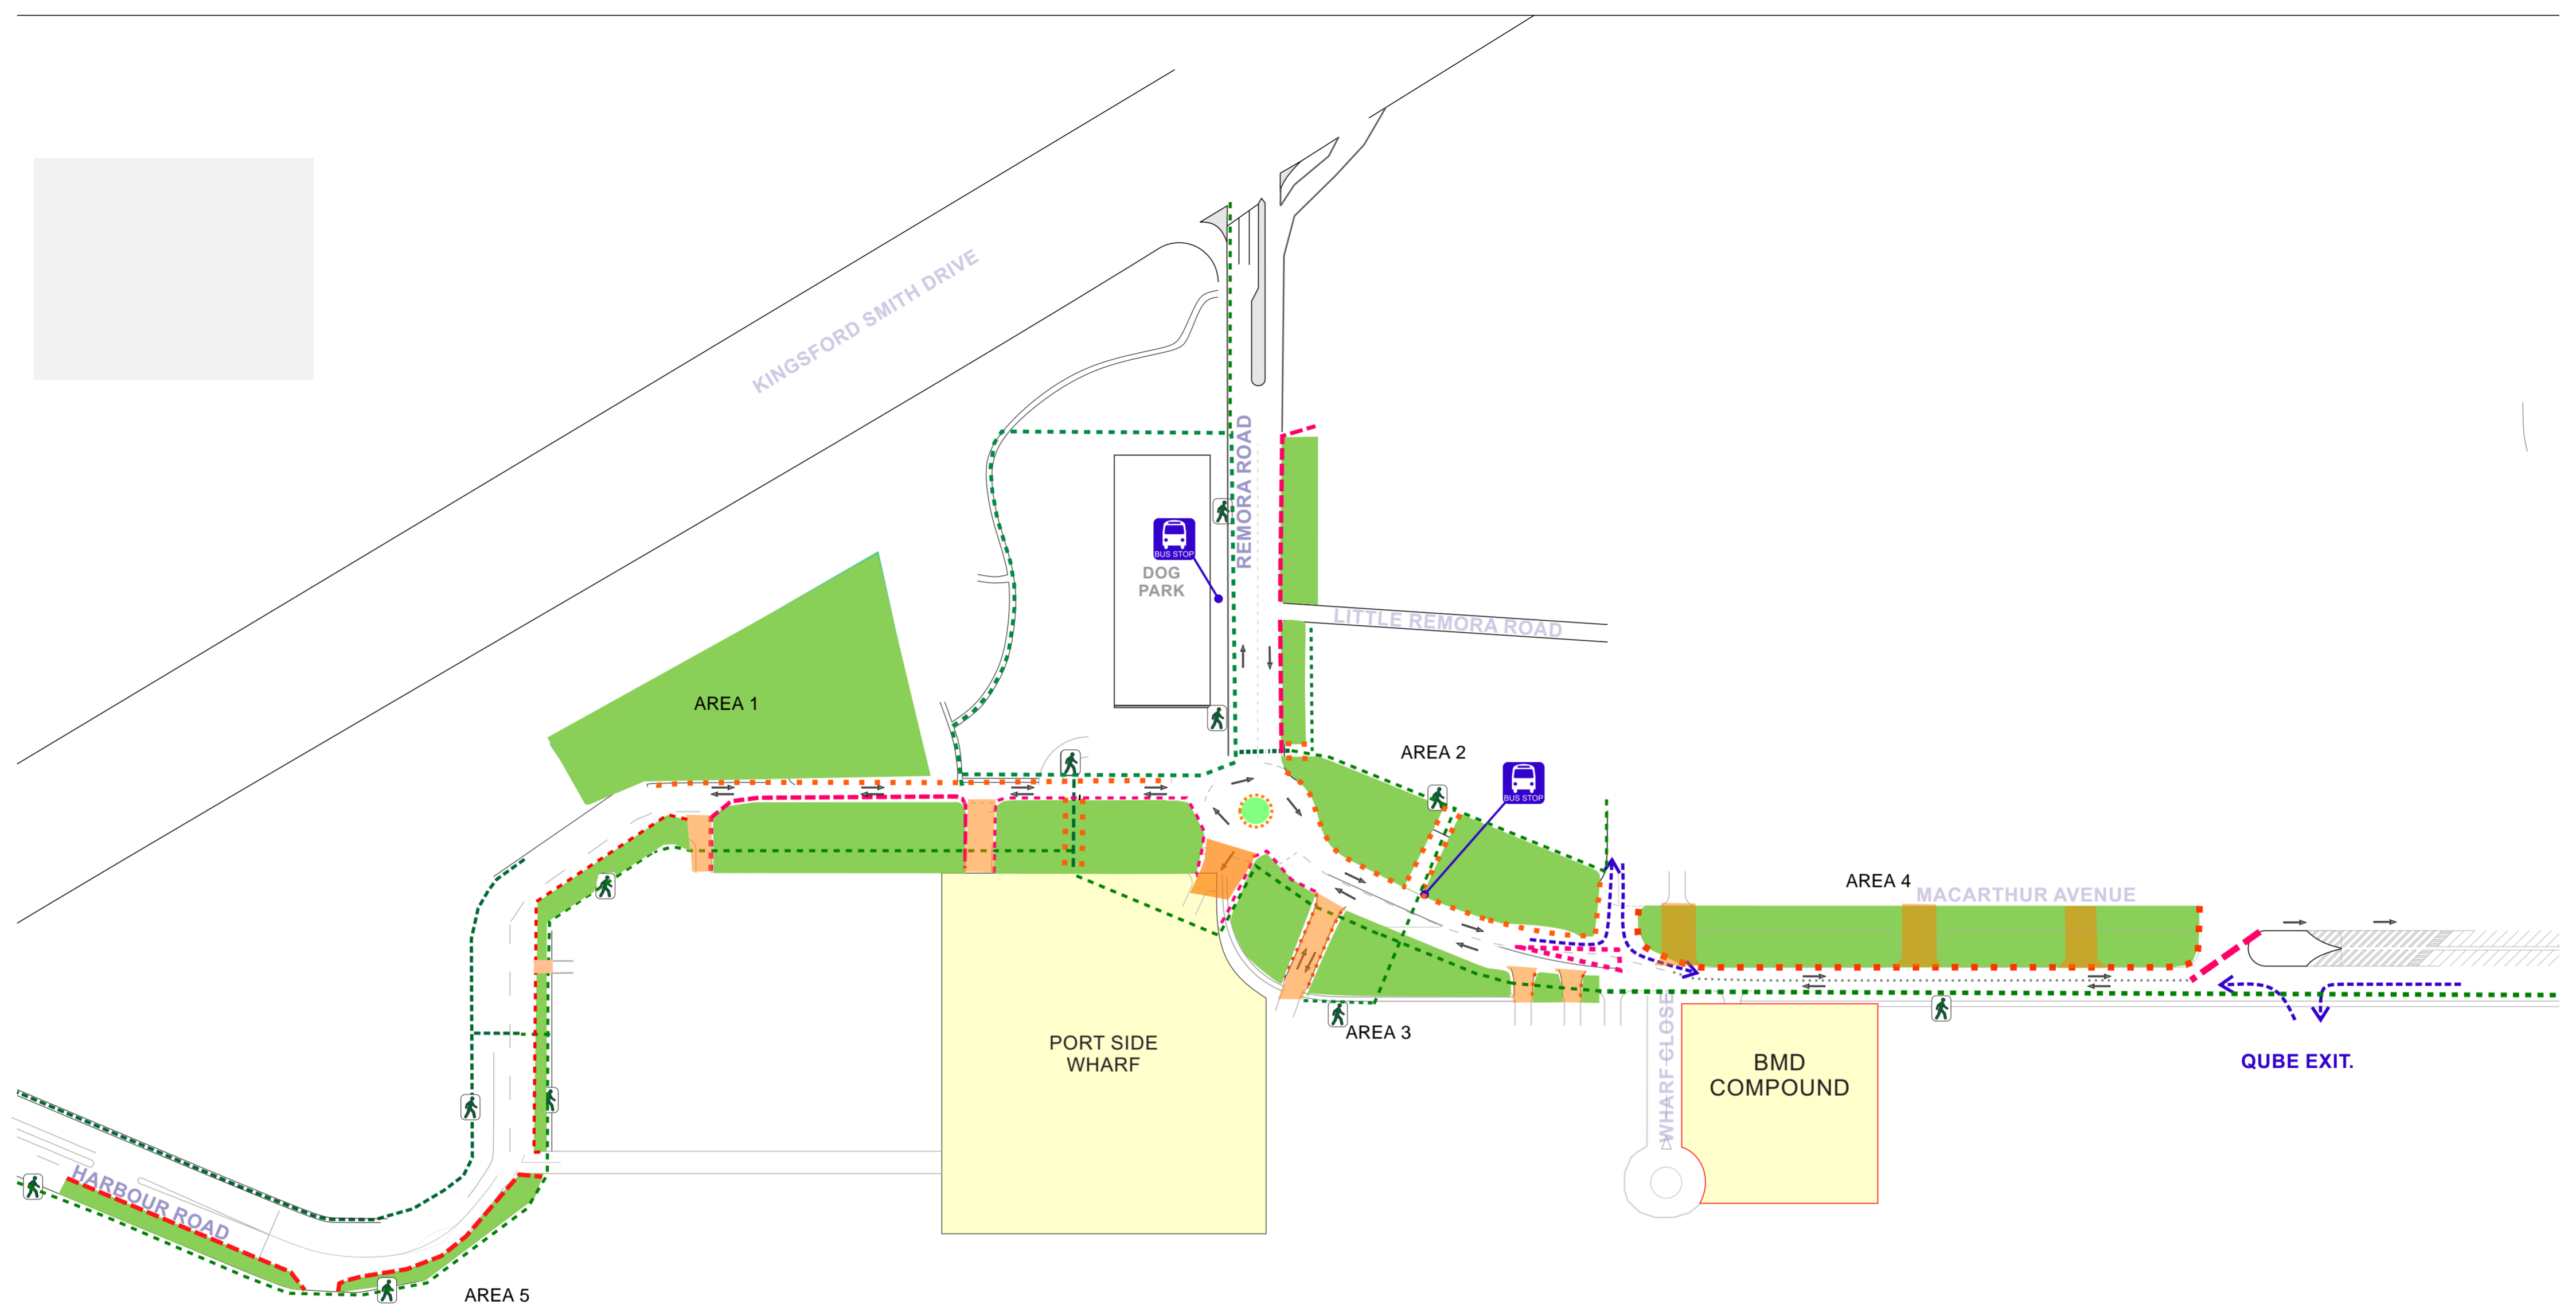 KINGSFORD SMITH DRIVE
REMORA ROAD
BUS STOP
DOG
PARK
LITTLE REMORA ROAD
AREA 1
AREA 2
BUS STOP
AREA 4
MACARTHUR AVENUE
PORT SIDE
WHARF
AREA 3
WHARF CLOSE
BMD
COMPOUND
QUBE EXIT.
HARBOUR ROAD
AREA 5